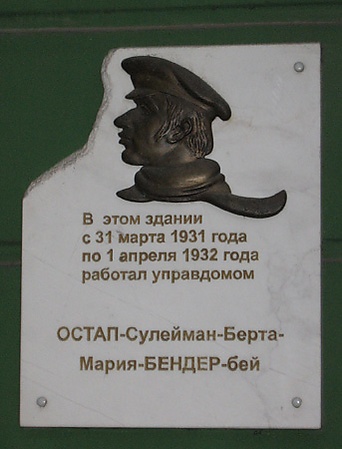 В этом здании
с 31 марта 1931 года
по 1 апреля 1932 года
работал управдомом
ОСТАП-Сулейман-Берта-
Мария-БЕНДЕР-бей